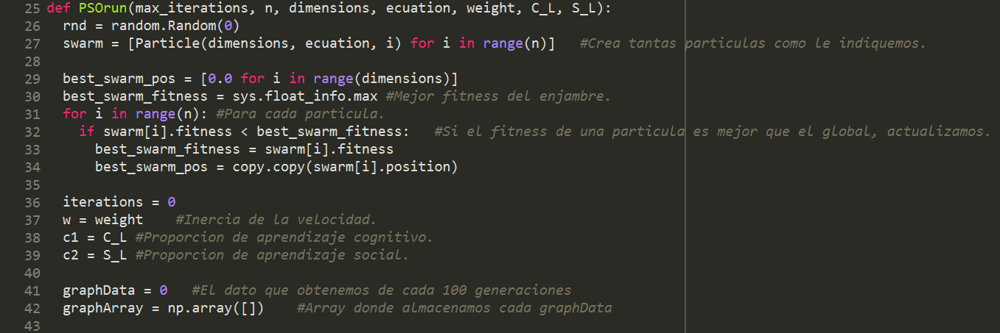 25 def PSOrun(max_iterations, n, dimensions, ecuation, weight, C_L, S_L):
26   rnd = random.Random(0)
27   swarm = [Particle(dimensions, ecuation, i) for i in range(n)]   #Crea tantas particulas como le indiquemos.
28
29   best_swarm_pos = [0.0 for i in range(dimensions)]
30   best_swarm_fitness = sys.float_info.max #Mejor fitness del enjambre.
31   for i in range(n): #Para cada particula.
32     if swarm[i].fitness < best_swarm_fitness:   #Si el fitness de una particula es mejor que el global, actualizamos.
33       best_swarm_fitness = swarm[i].fitness
34       best_swarm_pos = copy.copy(swarm[i].position)
35
36   iterations = 0
37   w = weight    #Inercia de la velocidad.
38   c1 = C_L #Proporcion de aprendizaje cognitivo.
39   c2 = S_L #Proporcion de aprendizaje social.
40
41   graphData = 0   #El dato que obtenemos de cada 100 generaciones
42   graphArray = np.array([])    #Array donde almacenamos cada graphData
43